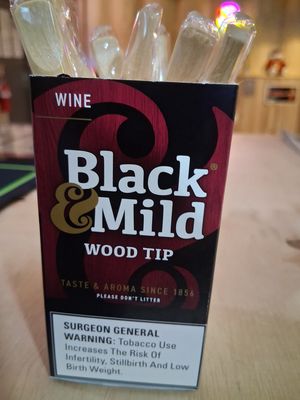 WINE
Black
& Mild
WOOD TIP
TASTE & AROMA SINCE 1856
PLEASE DON'T LITTER
SURGEON GENERAL
WARNING: Tobacco Use
Increases The Risk Of
Infertility, Stillbirth And Low
Birth Weight.